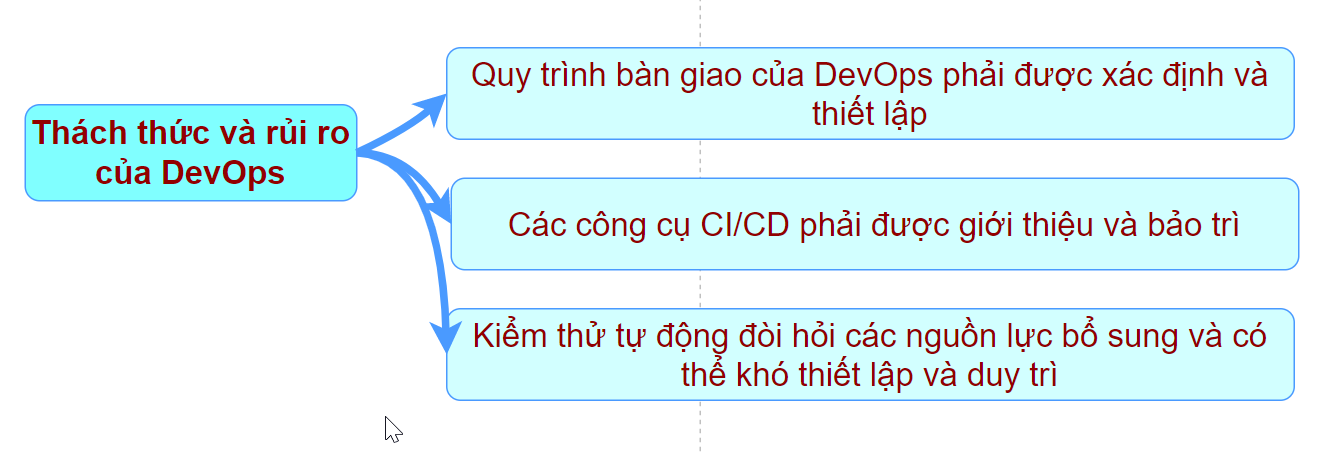 Thách thức và rủi ro
của DevOps
Quy trình bàn giao của DevOps phải được xác định và
thiết lập
Các công cụ CI/CD phải được giới thiệu và bảo trì
Kiểm thử tự động đòi hỏi các nguồn lực bổ sung và có
thể khó thiết lập và duy trì